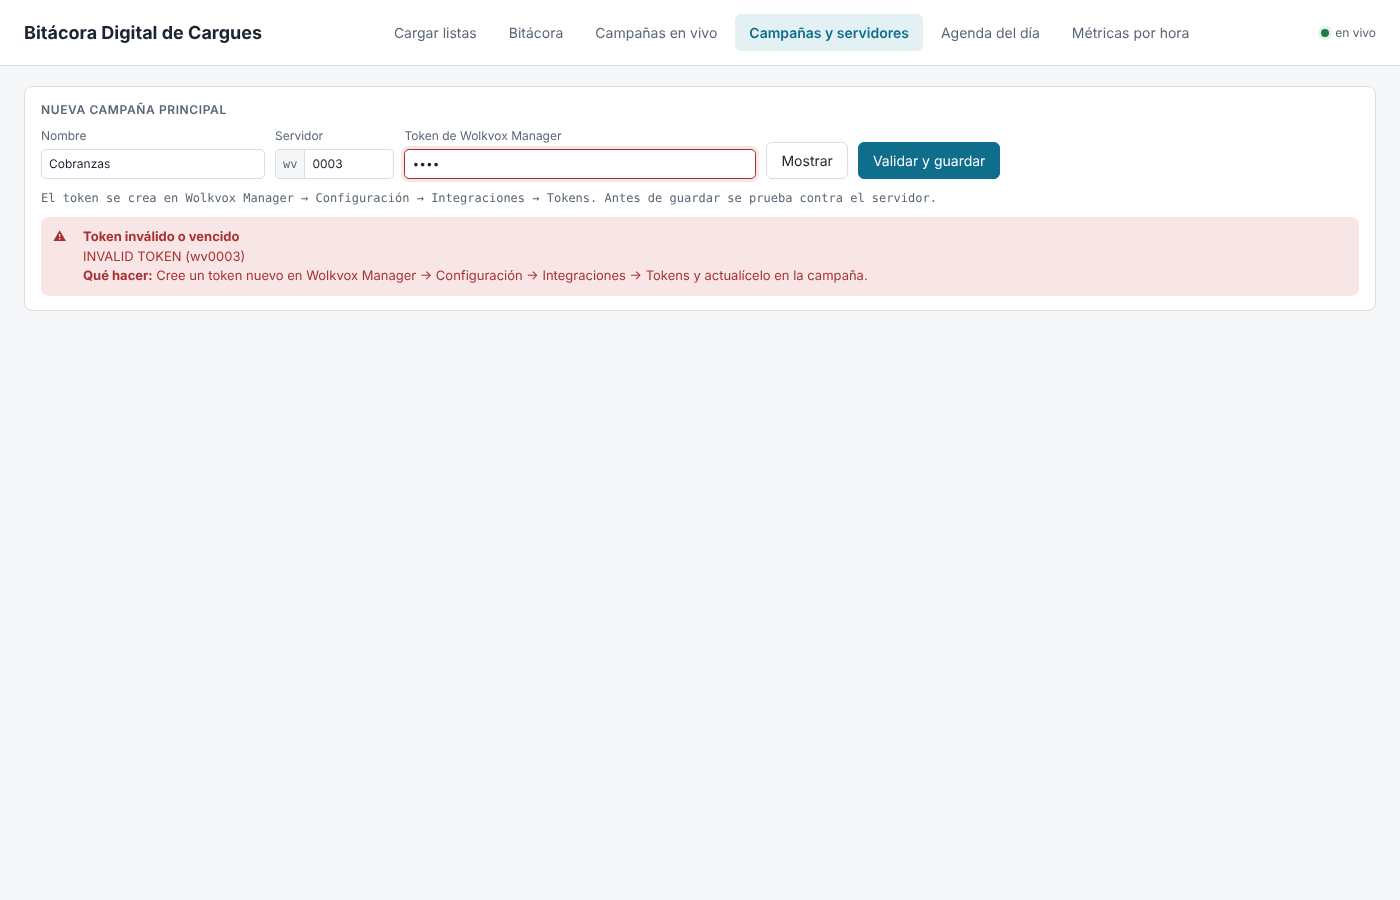 Bitácora Digital de Cargues
Cargar listas
Bitácora
Campañas en vivo
Campañas y servidores
Agenda del día
Métricas por hora
en vivo
NUEVA CAMPAÑA PRINCIPAL
Nombre
Servidor
Token de Wolkvox Manager
Cobranzas
wv
0003
••••
Mostrar
Validar y guardar
El token se crea en Wolkvox Manager → Configuración → Integraciones → Tokens. Antes de guardar se prueba contra el servidor.
Token inválido o vencido
INVALID TOKEN (wv0003)
Qué hacer: Cree un token nuevo en Wolkvox Manager → Configuración → Integraciones → Tokens y actualícelo en la campaña.